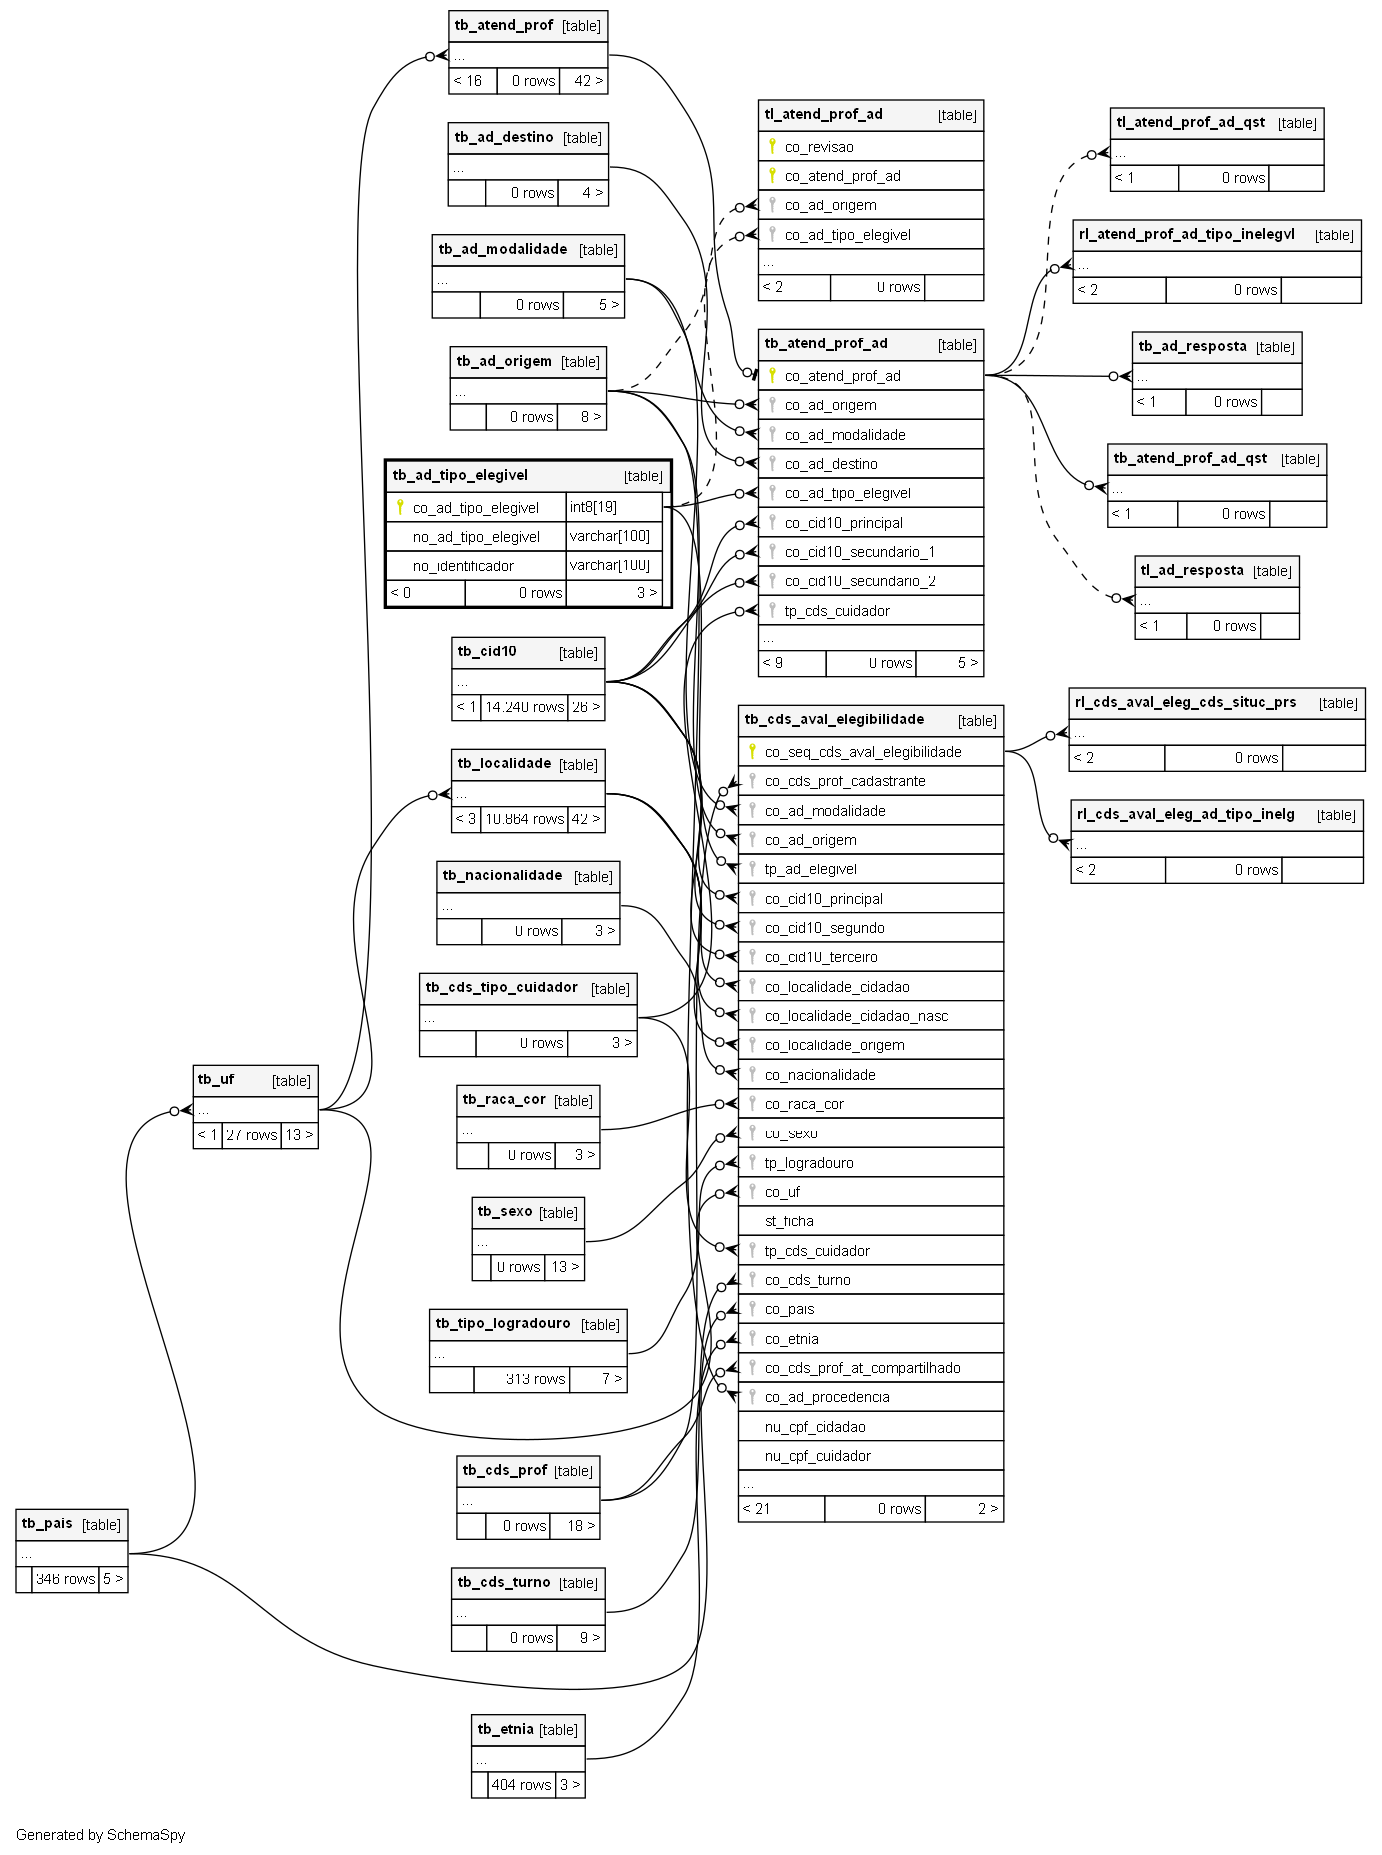 tb_atend_prof [table]
...
< 16 0 rows 42 >
tb_ad_destino [table]
...
0 rows 4 >
tb_ad_modalidade [table]
...
0 rows 5 >
tb_ad_origem [table]
...
0 rows 8 >
tb_ad_tipo_elegivel [table]
co_ad_tipo_elegivel int8[19]
no_ad_tipo_elegivel varchar[100]
no_identificador varchar[100]
< 0 0 rows 3 >
tb_cid10 [table]
...
< 1 14.240 rows 26 >
tb_localidade [table]
...
< 3 10.864 rows 42 >
tb_nacionalidade [table]
...
0 rows 3 >
tb_cds_tipo_cuidador [table]
...
0 rows 3 >
tb_raca_cor [table]
...
0 rows 3 >
tb_sexo [table]
...
0 rows 13 >
tb_tipo_logradouro [table]
...
313 rows 7 >
tb_cds_prof [table]
...
0 rows 18 >
tb_cds_turno [table]
...
0 rows 9 >
tb_etnia [table]
...
404 rows 3 >
tb_uf [table]
...
< 1 27 rows 13 >
tb_pais [table]
...
346 rows 5 >
tl_atend_prof_ad [table]
co_revisao
co_atend_prof_ad
co_ad_origem
co_ad_tipo_elegivel
...
< 2 0 rows
tb_atend_prof_ad [table]
co_atend_prof_ad
co_ad_origem
co_ad_modalidade
co_ad_destino
co_ad_tipo_elegivel
co_cid10_principal
co_cid10_secundario_1
co_cid10_secundario_2
tp_cds_cuidador
...
< 9 0 rows 5 >
tb_cds_aval_elegibilidade [table]
co_seq_cds_aval_elegibilidade
co_cds_prof_cadastrante
co_ad_modalidade
co_ad_origem
tp_ad_elegivel
co_cid10_principal
co_cid10_segundo
co_cid10_terceiro
co_localidade_cidadao
co_localidade_cidadao_nasc
co_localidade_origem
co_nacionalidade
co_raca_cor
co_sexo
tp_logradouro
co_uf
st_ficha
tp_cds_cuidador
co_cds_turno
co_pais
co_etnia
co_cds_prof_at_compartilhado
co_ad_procedencia
nu_cpf_cidadao
nu_cpf_cuidador
...
< 21 0 rows 2 >
tl_atend_prof_ad_qst [table]
...
< 1 0 rows
rl_atend_prof_ad_tipo_inelegvl [table]
...
< 2 0 rows
tb_ad_resposta [table]
...
< 1 0 rows
tb_atend_prof_ad_qst [table]
...
< 1 0 rows
tl_ad_resposta [table]
...
< 1 0 rows
rl_cds_aval_eleg_cds_situc_prs [table]
...
< 2 0 rows
rl_cds_aval_eleg_ad_tipo_inelg [table]
...
< 2 0 rows
Generated by SchemaSpy